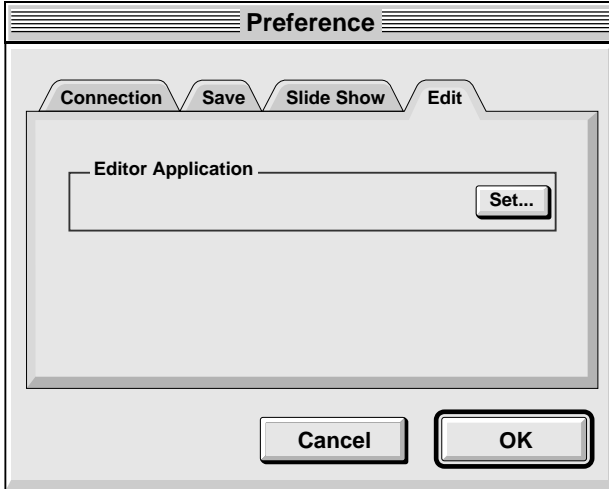 Preference
Connection Save Slide Show Edit
Editor Application
Set...
Cancel OK